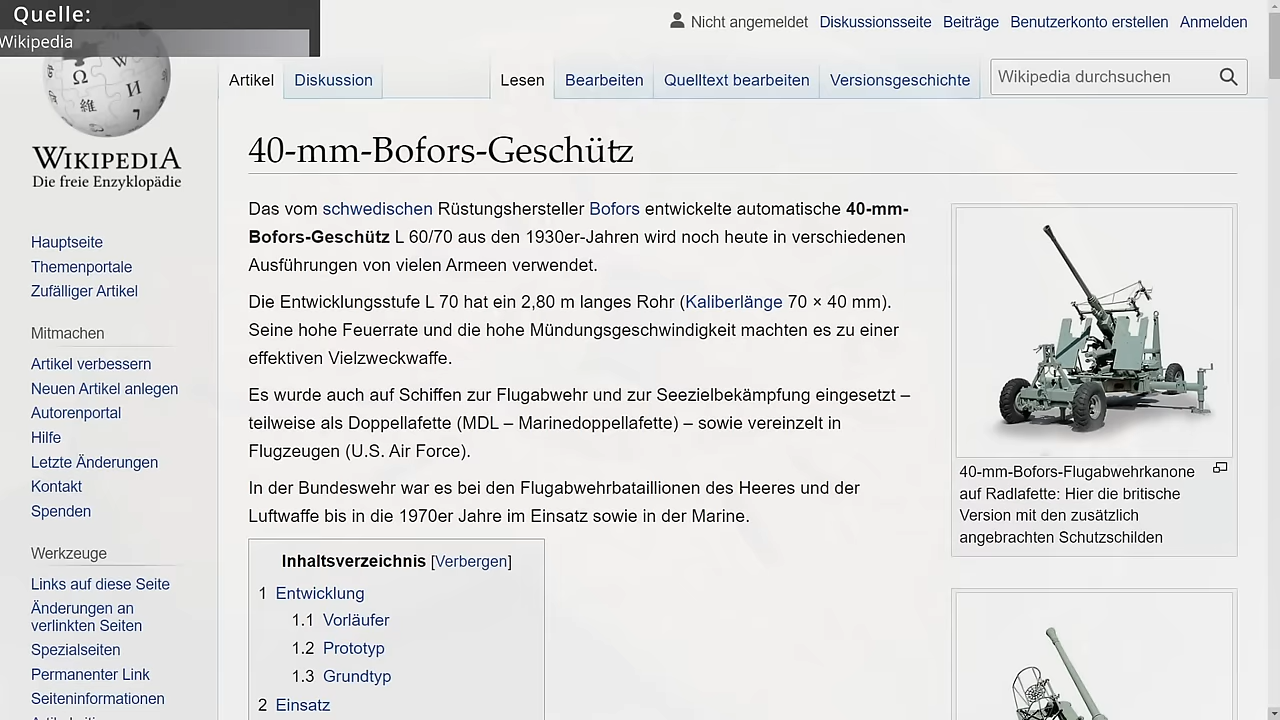 Quelle:
Wikipedia
Nicht angemeldet Diskussionsseite Beiträge Benutzerkonto erstellen Anmelden
Artikel Diskussion Lesen Bearbeiten Quelltext bearbeiten Versionsgeschichte Wikipedia durchsuchen
WIKIPEDIA
Die freie Enzyklopädie
Hauptseite
Themenportale
Zufälliger Artikel
Mitmachen
Artikel verbessern
Neuen Artikel anlegen
Autorenportal
Hilfe
Letzte Änderungen
Kontakt
Spenden
Werkzeuge
Links auf diese Seite
Änderungen an
verlinkten Seiten
Spezialseiten
Permanenter Link
Seiteninformationen
40-mm-Bofors-Geschütz
Das vom schwedischen Rüstungshersteller Bofors entwickelte automatische 40-mm-
Bofors-Geschütz L 60/70 aus den 1930er-Jahren wird noch heute in verschiedenen
Ausführungen von vielen Armeen verwendet.
Die Entwicklungsstufe L 70 hat ein 2,80 m langes Rohr (Kaliberlänge 70 × 40 mm).
Seine hohe Feuerrate und die hohe Mündungsgeschwindigkeit machten es zu einer
effektiven Vielzweckwaffe.
Es wurde auch auf Schiffen zur Flugabwehr und zur Seezielbekämpfung eingesetzt –
teilweise als Doppellafette (MDL – Marinedoppellafette) – sowie vereinzelt in
Flugzeugen (U.S. Air Force).
In der Bundeswehr war es bei den Flugabwehrbataillionen des Heeres und der
Luftwaffe bis in die 1970er Jahre im Einsatz sowie in der Marine.
Inhaltsverzeichnis [Verbergen]
1 Entwicklung
1.1 Vorläufer
1.2 Prototyp
1.3 Grundtyp
2 Einsatz
40-mm-Bofors-Flugabwehrkanone
auf Radlafette: Hier die britische
Version mit den zusätzlich
angebrachten Schutzschilden